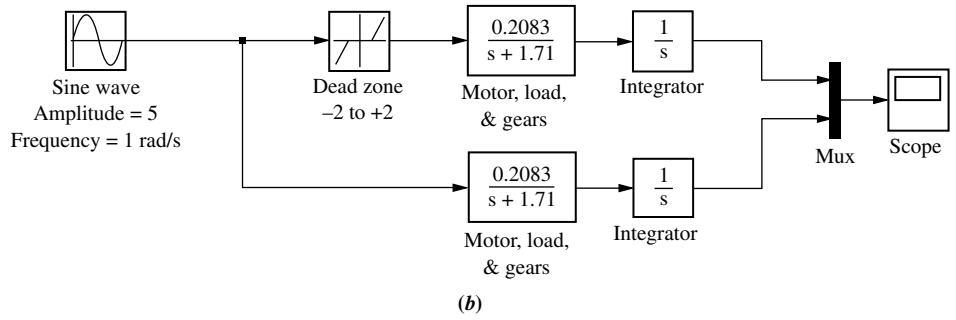 Sine wave
Amplitude = 5
Frequency = 1 rad/s
Dead zone
–2 to +2
0.2083
s + 1.71
Motor, load,
& gears
1
s
Integrator
Mux
Scope
0.2083
s + 1.71
Motor, load,
& gears
1
s
Integrator
(b)